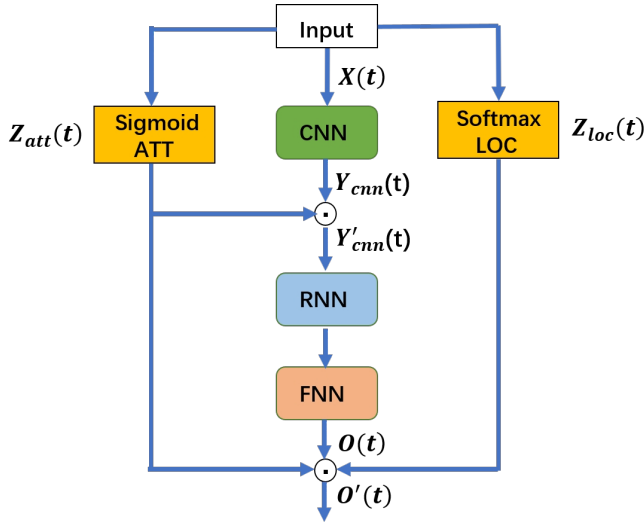 Input
X(t)
Z_att(t)
Sigmoid
ATT
CNN
Softmax
LOC
Z_loc(t)
Y_cnn(t)
Y'_cnn(t)
RNN
FNN
O(t)
O'(t)